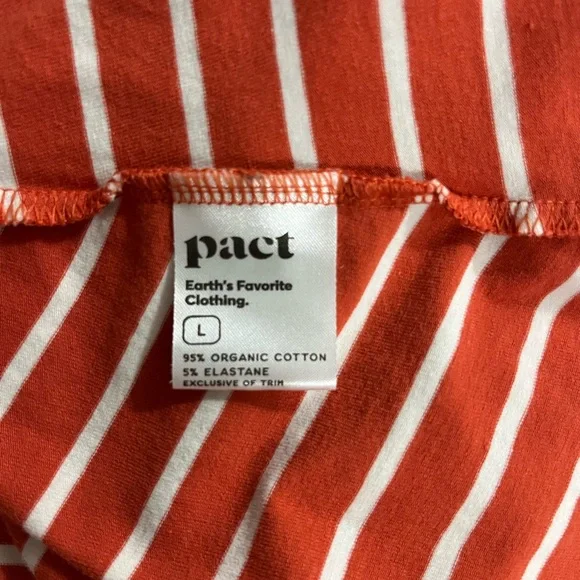 pact
Earth's Favorite
Clothing.
L
95% ORGANIC COTTON
5% ELASTANE
EXCLUSIVE OF TRIM